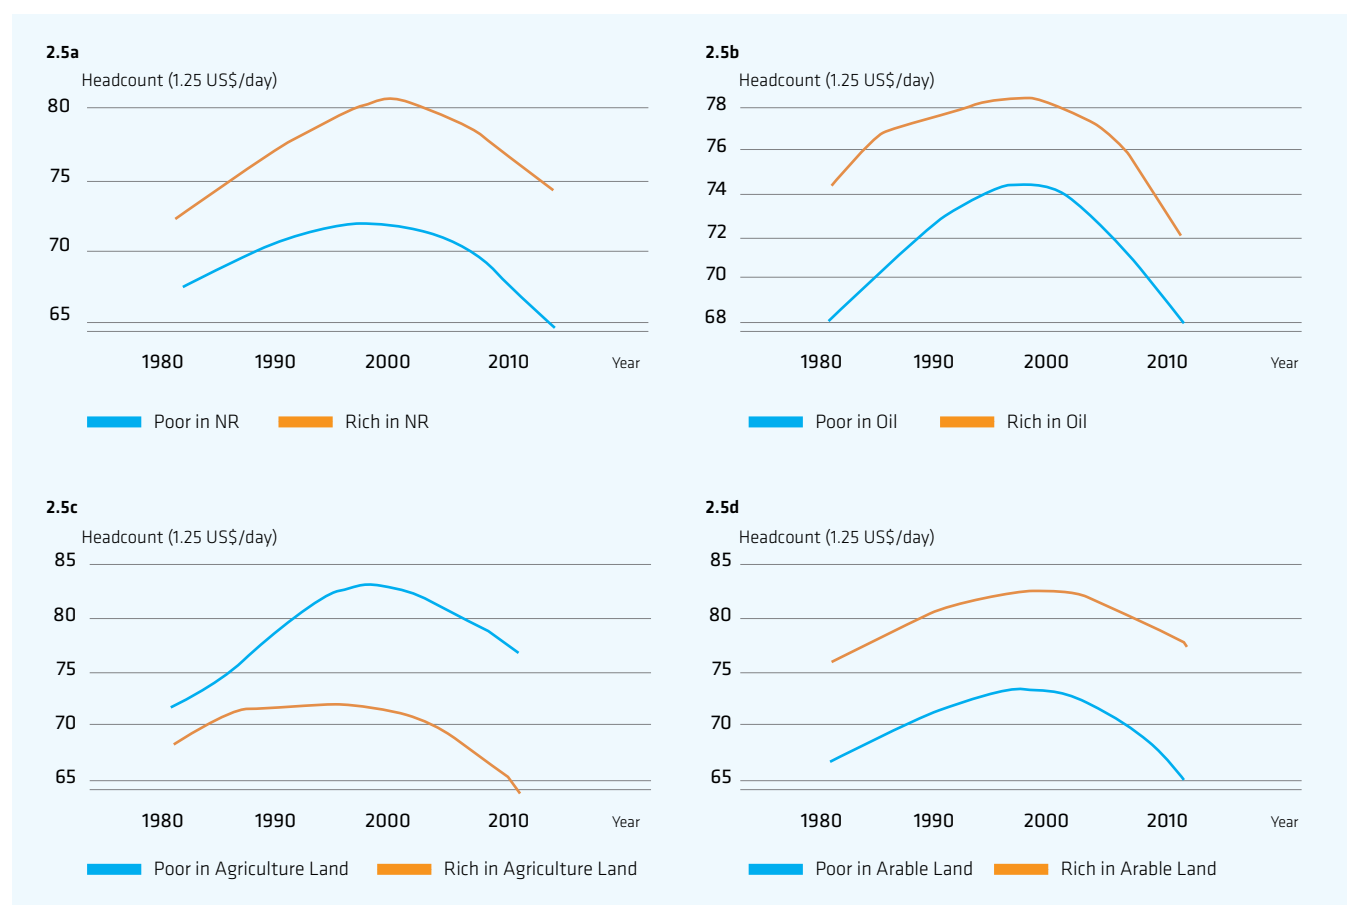 2.5a
Headcount (1.25 US$/day)
80
75
70
65
1980 1990 2000 2010 Year
Poor in NR Rich in NR
2.5b
Headcount (1.25 US$/day)
78
76
74
72
70
68
1980 1990 2000 2010 Year
Poor in Oil Rich in Oil
2.5c
Headcount (1.25 US$/day)
85
80
75
70
65
1980 1990 2000 2010 Year
Poor in Agriculture Land Rich in Agriculture Land
2.5d
Headcount (1.25 US$/day)
85
80
75
70
65
1980 1990 2000 2010 Year
Poor in Arable Land Rich in Arable Land